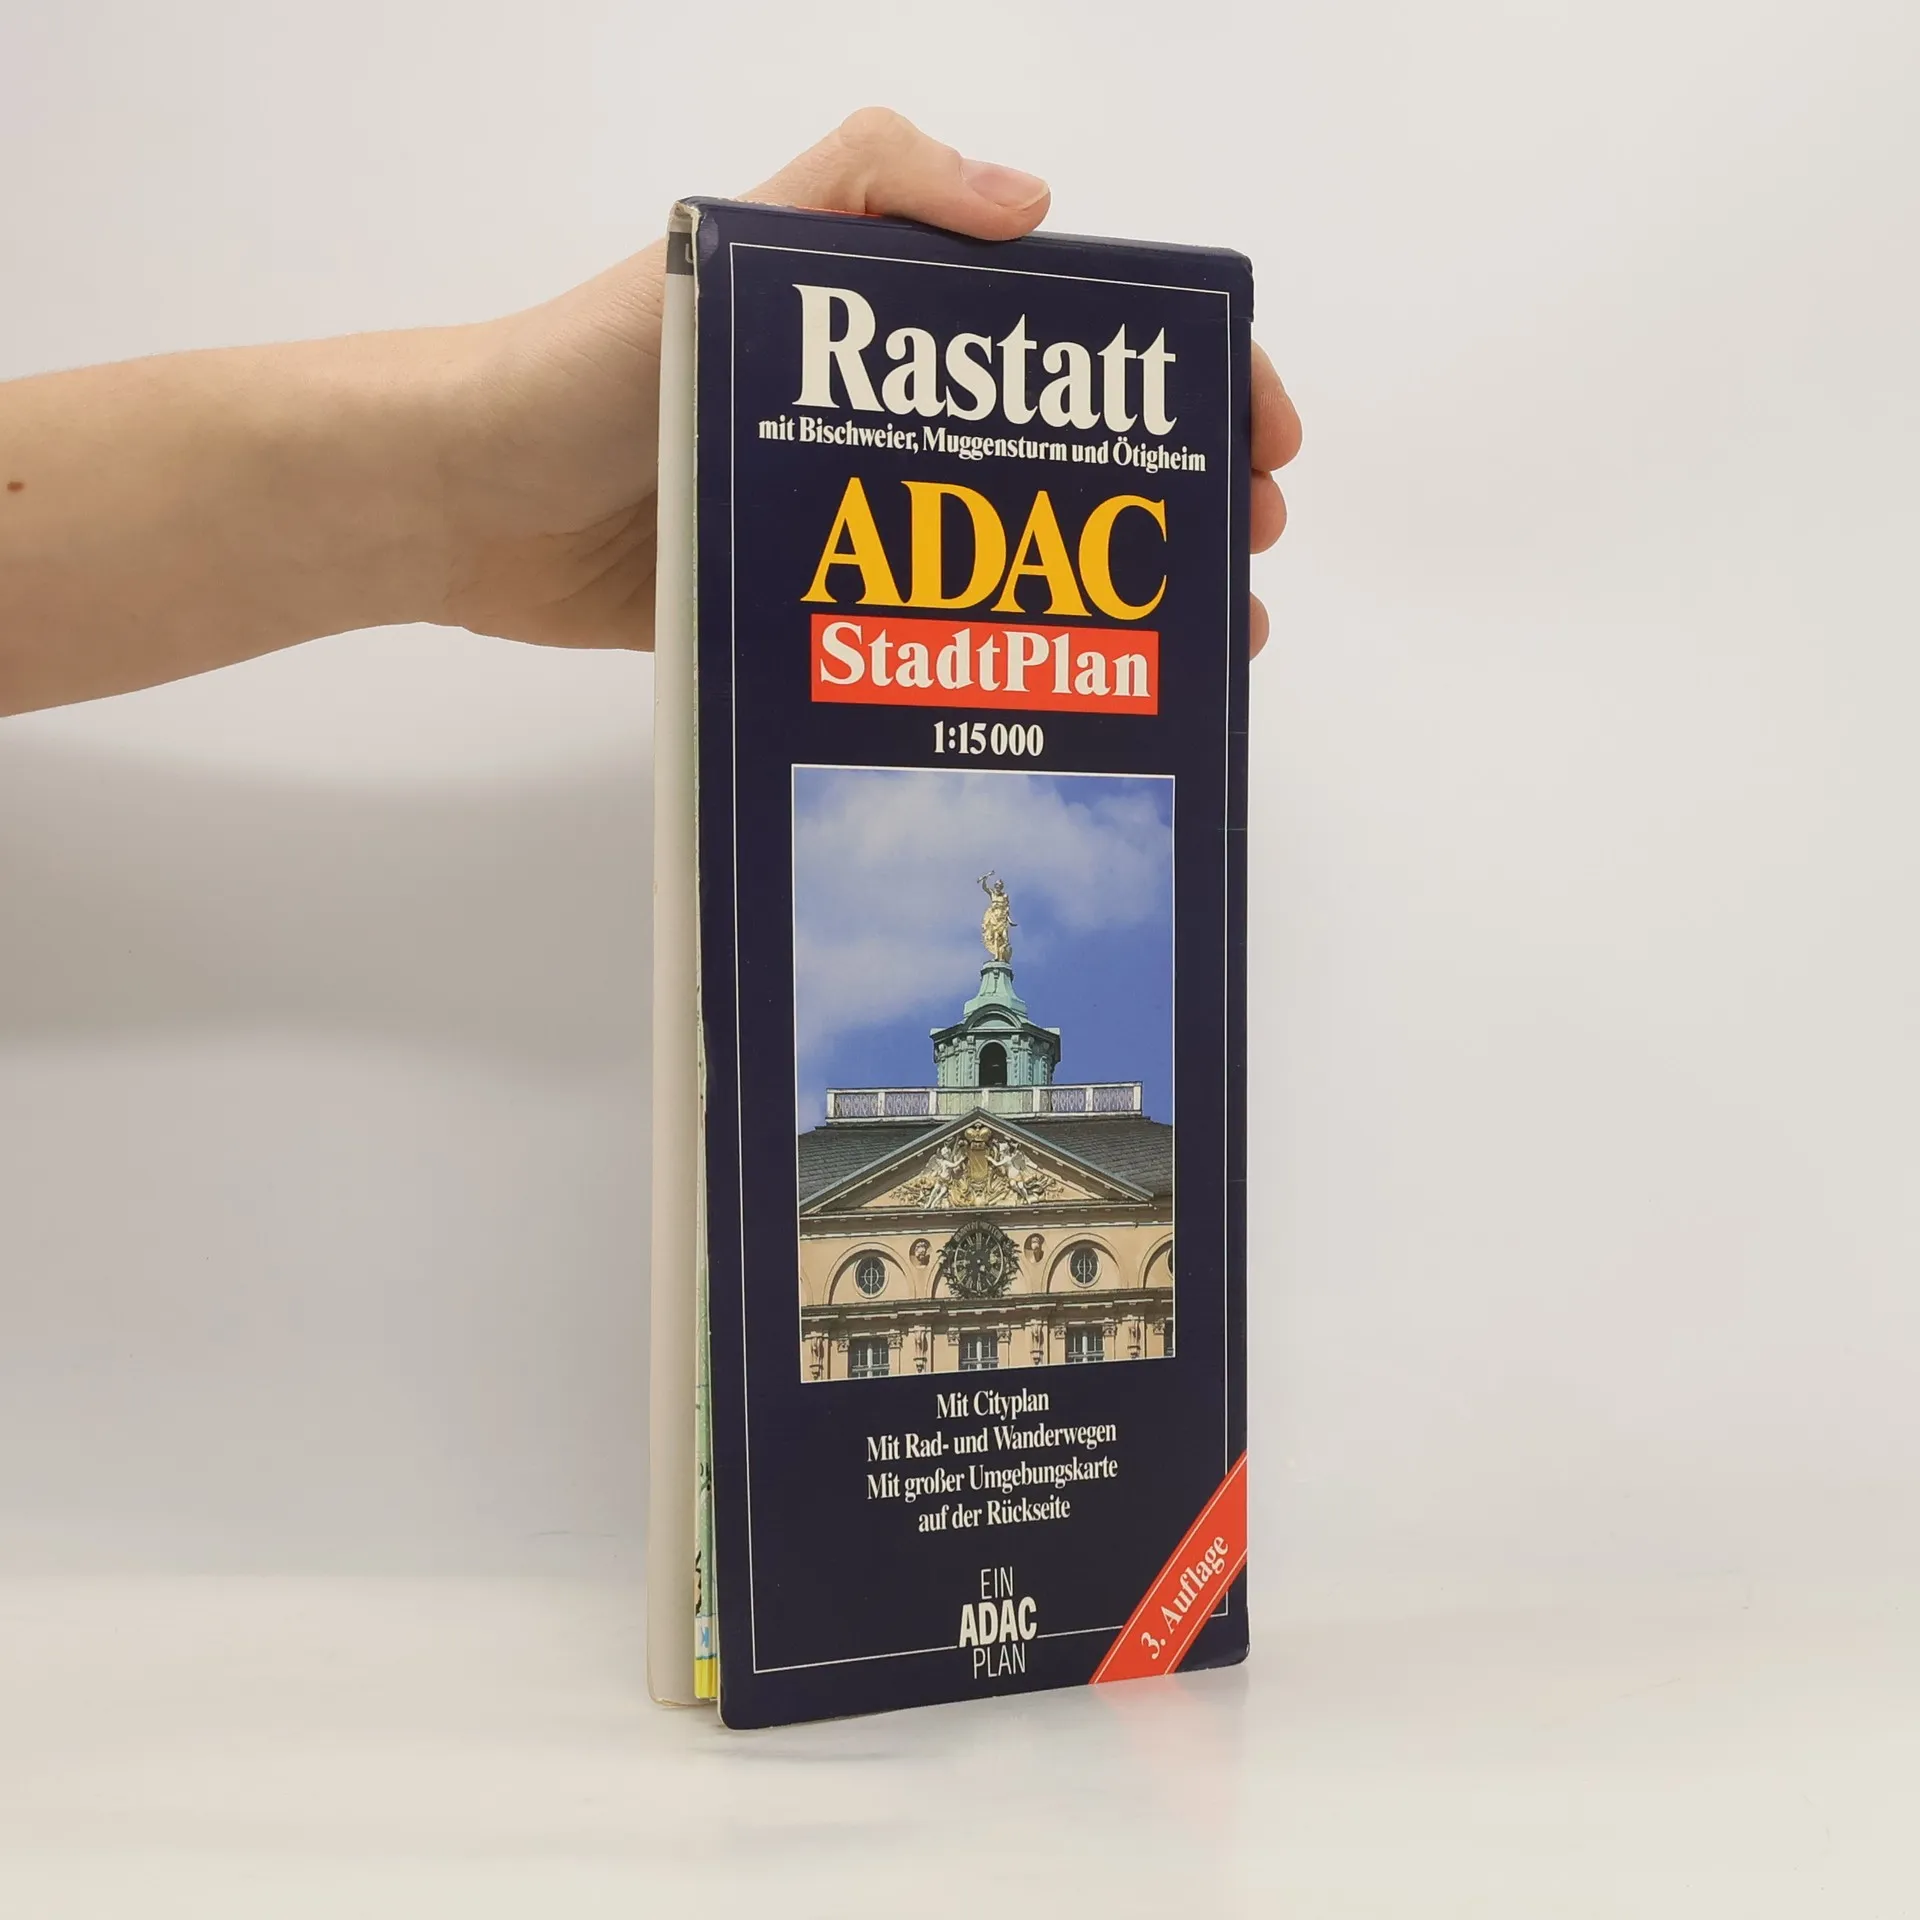 Rastatt
mit Bischweier, Muggensturm und Ötigheim
ADAC
StadtPlan
1:15 000
Mit Cityplan
Mit Rad- und Wanderwegen
Mit großer Umgebungskarte
auf der Rückseite
EIN
ADAC
PLAN
3. Auflage